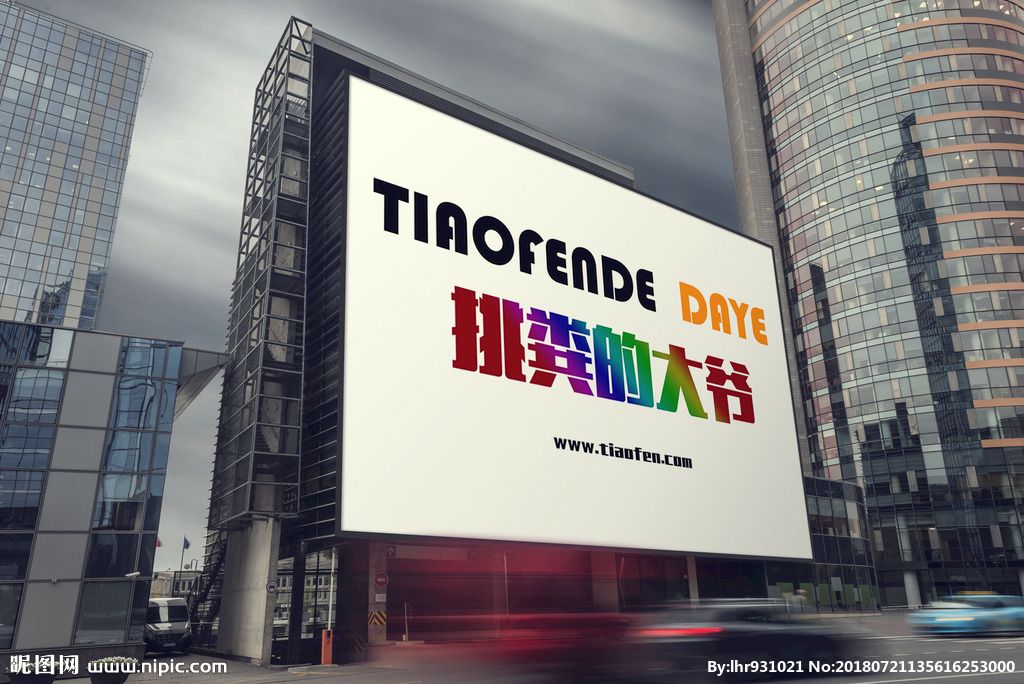 TIAOFENDE DAYE
挑粪的大爷
www.tiaofen.com
昵图网 www.nipic.com
By:lhr931021 No:20180721135616253000